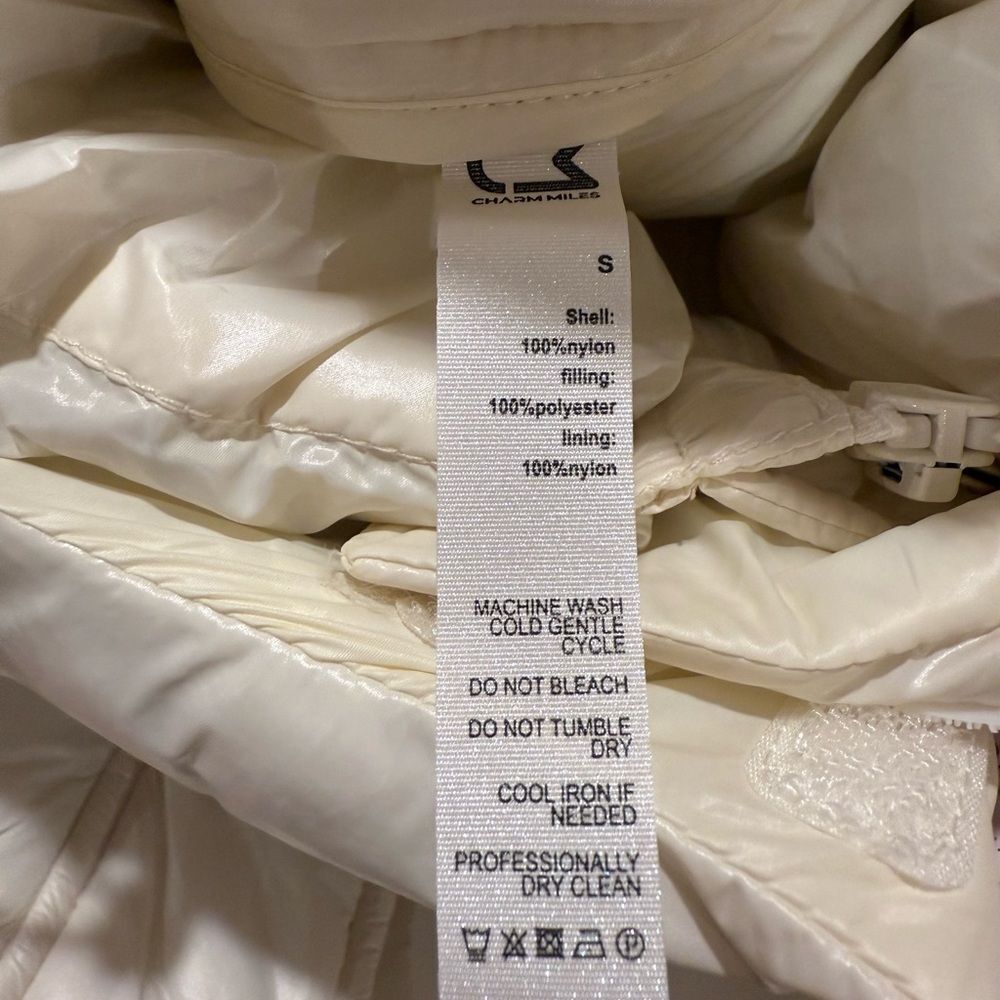 CHARM MILES
S
Shell:
100%nylon
filling:
100%polyester
lining:
100%nylon
MACHINE WASH
COLD GENTLE
CYCLE
DO NOT BLEACH
DO NOT TUMBLE
DRY
COOL IRON IF
NEEDED
PROFESSIONALLY
DRY CLEAN